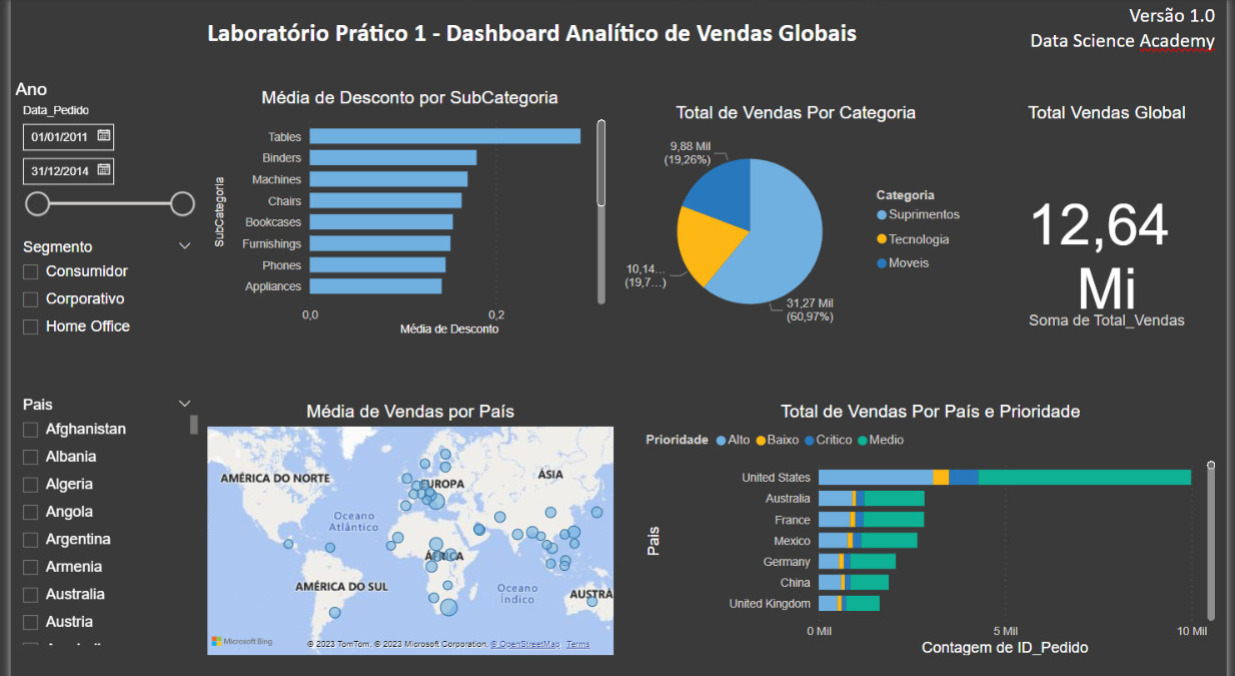 Laboratório Prático 1 - Dashboard Analítico de Vendas Globais
Versão 1.0
Data Science Academy
Ano
Data_Pedido
01/01/2011
31/12/2014
Segmento
Consumidor
Corporativo
Home Office
Média de Desconto por SubCategoria
SubCategoria
Tables
Binders
Machines
Chairs
Bookcases
Furnishings
Phones
Appliances
0,0
0,2
Média de Desconto
Total de Vendas Por Categoria
9,88 Mil
(19,26%)
10,14...
(19,7...)
31,27 Mil
(60,97%)
Categoria
Suprimentos
Tecnologia
Moveis
Total Vendas Global
12,64
Mi
Soma de Total_Vendas
Pais
Afghanistan
Albania
Algeria
Angola
Argentina
Armenia
Australia
Austria
Média de Vendas por País
AMÉRICA DO NORTE
EUROPA
ÁSIA
Oceano
Atlântico
ÁFRICA
AMÉRICA DO SUL
Oceano
Índico
AUSTRÁ
Microsoft Bing
© 2023 TomTom, © 2023 Microsoft Corporation, © OpenStreetMap Terms
Total de Vendas Por País e Prioridade
Prioridade Alto Baixo Critico Medio
Pais
United States
Australia
France
Mexico
Germany
China
United Kingdom
0 Mil
5 Mil
10 Mil
Contagem de ID_Pedido